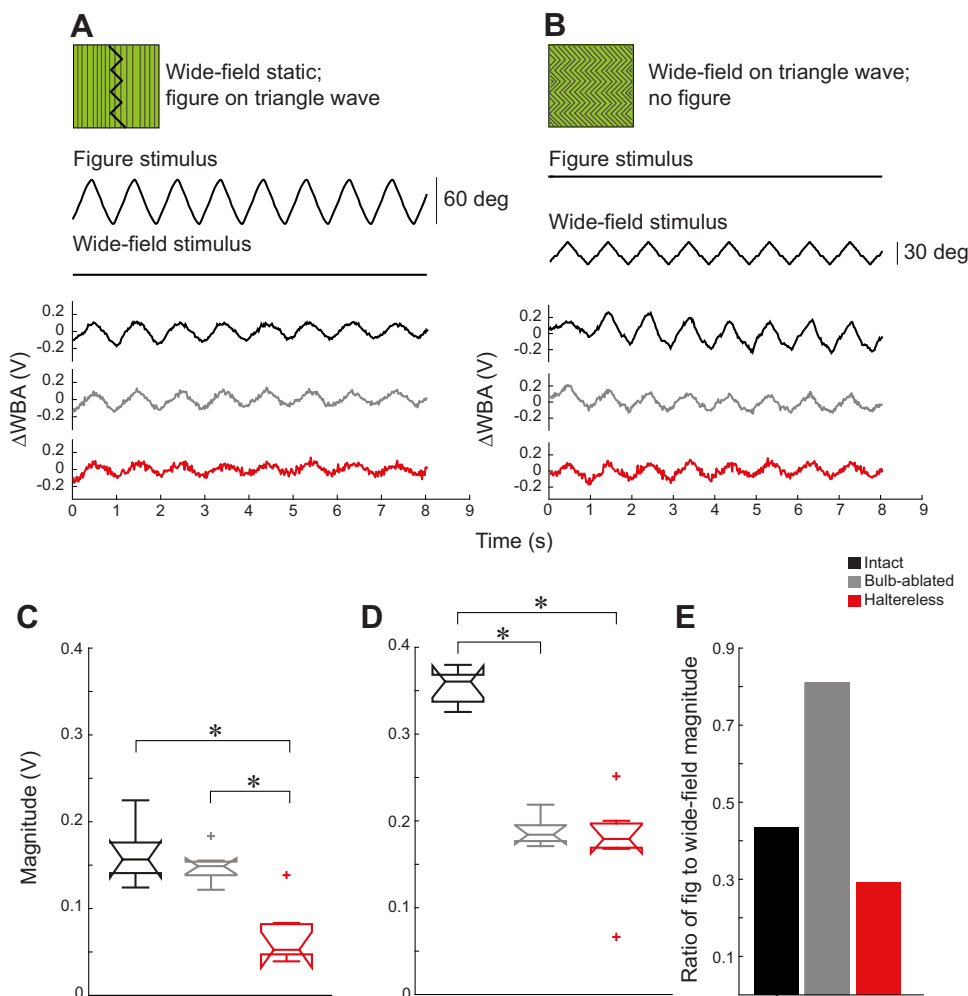 A
Wide-field static;
figure on triangle wave
Figure stimulus
60 deg
Wide-field stimulus
B
Wide-field on triangle wave;
no figure
Figure stimulus
Wide-field stimulus
30 deg
ΔWBA (V)
0.2
0
-0.2
0.2
0
-0.2
0.2
0
-0.2
0 1 2 3 4 5 6 7 8 9
ΔWBA (V)
0.2
0
-0.2
0.2
0
-0.2
0.2
0
-0.2
0 1 2 3 4 5 6 7 8 9
Time (s)
Intact
Bulb-ablated
Haltereless
C
Magnitude (V)
0.4
0.3
0.2
0.1
0
*
*
D
0.4
0.3
0.2
0.1
0
*
*
E
Ratio of fig to wide-field magnitude
0.9
0.7
0.5
0.3
0.1